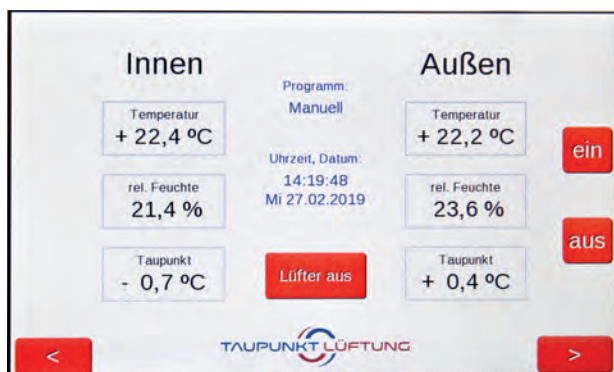 Innen
Temperatur
+ 22,4 ºC
rel. Feuchte
21,4 %
Taupunkt
- 0,7 ºC
Programm:
Manuell
Uhrzeit, Datum:
14:19:48
Mi 27.02.2019
Lüfter aus
Außen
Temperatur
+ 22,2 ºC
rel. Feuchte
23,6 %
Taupunkt
+ 0,4 ºC
ein
aus
<
TAUPUNKT LÜFTUNG
>